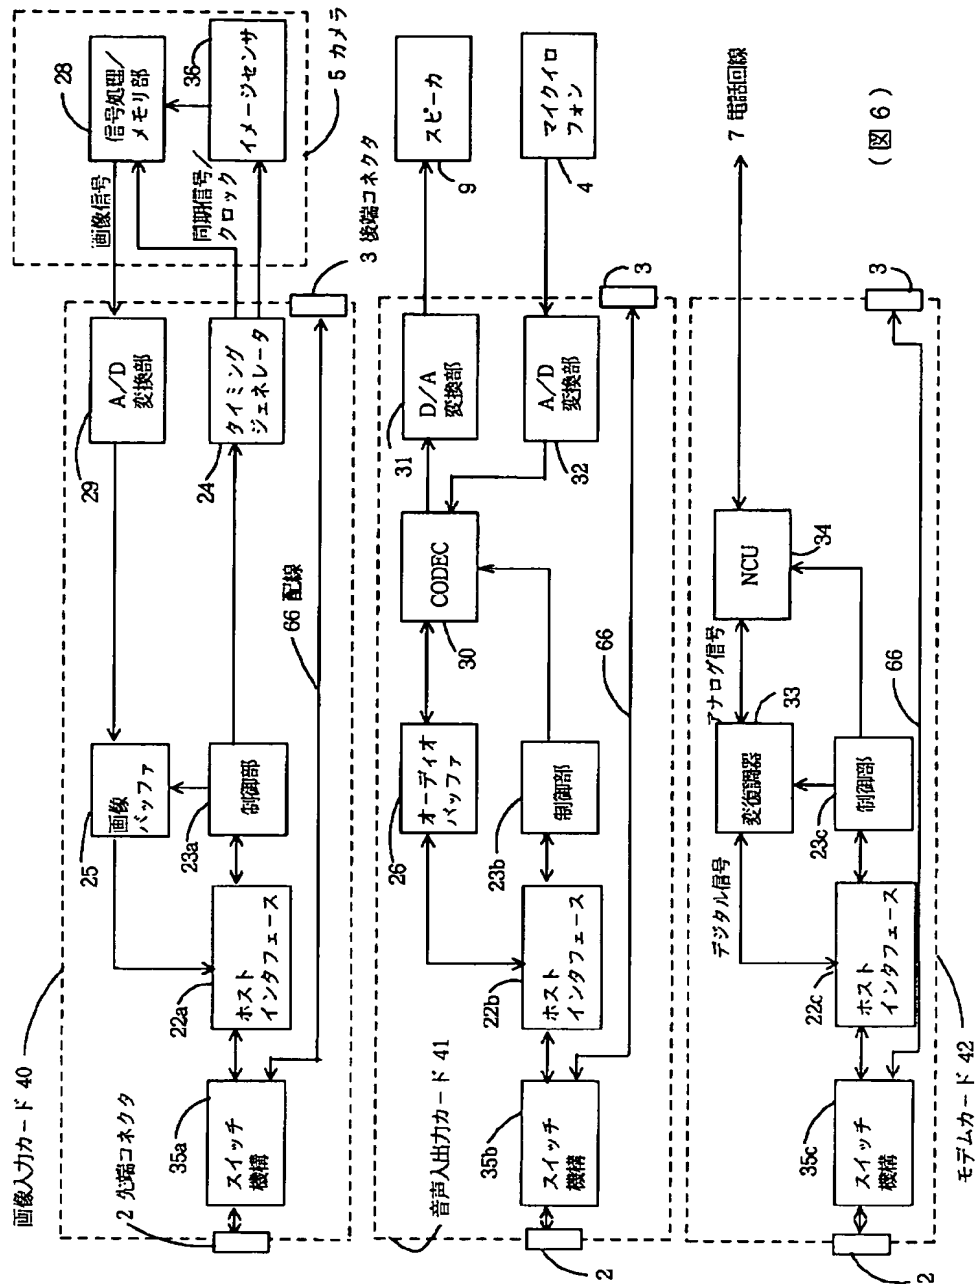 画像入力カード 40
2 先端コネクタ
35a
スイッチ
機構
22a
ホスト
インタフェース
25
画像
バッファ
23a
制御部
66 配線
29
A/D
変換部
24
タイミング
ジェネレータ
3 後端コネクタ
画像信号
同期信号/
クロック
28
信号処理/
メモリ部
36
イメージセンサ
5 カメラ
音声入出力カード 41
2
35b
スイッチ
機構
22b
ホスト
インタフェース
26
オーディオ
バッファ
23b
制御部
66
30
CODEC
31
D/A
変換部
32
A/D
変換部
3
9
スピーカ
4
マイクイロ
フォン
モデムカード 42
2
35c
スイッチ
機構
22c
ホスト
インタフェース
デジタル信号
変復調器
33
23c
制御部
アナログ信号
66
NCU
34
3
7 電話回線
(図 6)